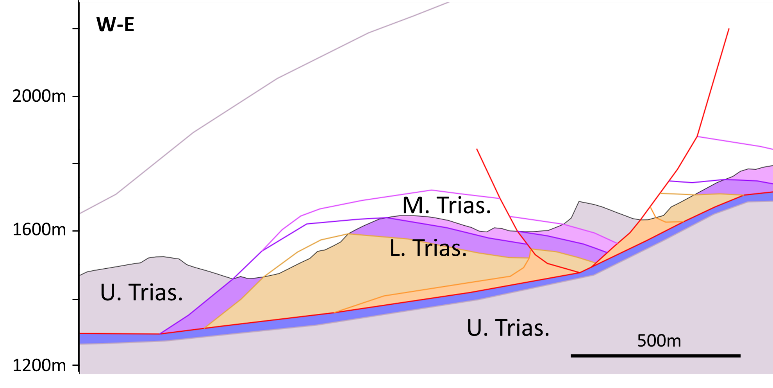 W-E
2000m
M. Trias.
1600m
L. Trias.
U. Trias.
U. Trias.
500m
1200m